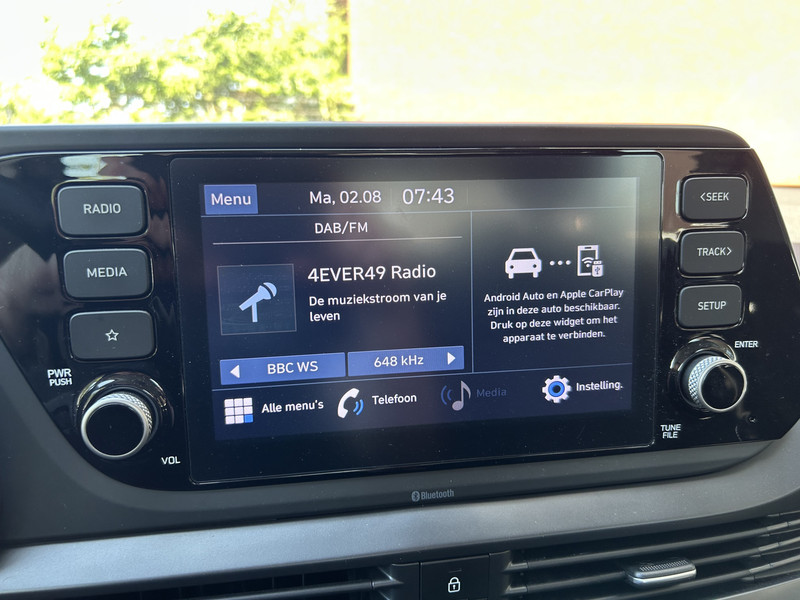 RADIO
MEDIA
PWR
PUSH
VOL
Menu
Ma, 02.08
07:43
DAB/FM
4EVER49 Radio
De muziekstroom van je
leven
BBC WS
648 kHz
Android Auto en Apple CarPlay
zijn in deze auto beschikbaar.
Druk op deze widget om het
apparaat te verbinden.
Alle menu's
Telefoon
Media
Instelling.
<SEEK
TRACK>
SETUP
ENTER
TUNE
FILE
Bluetooth